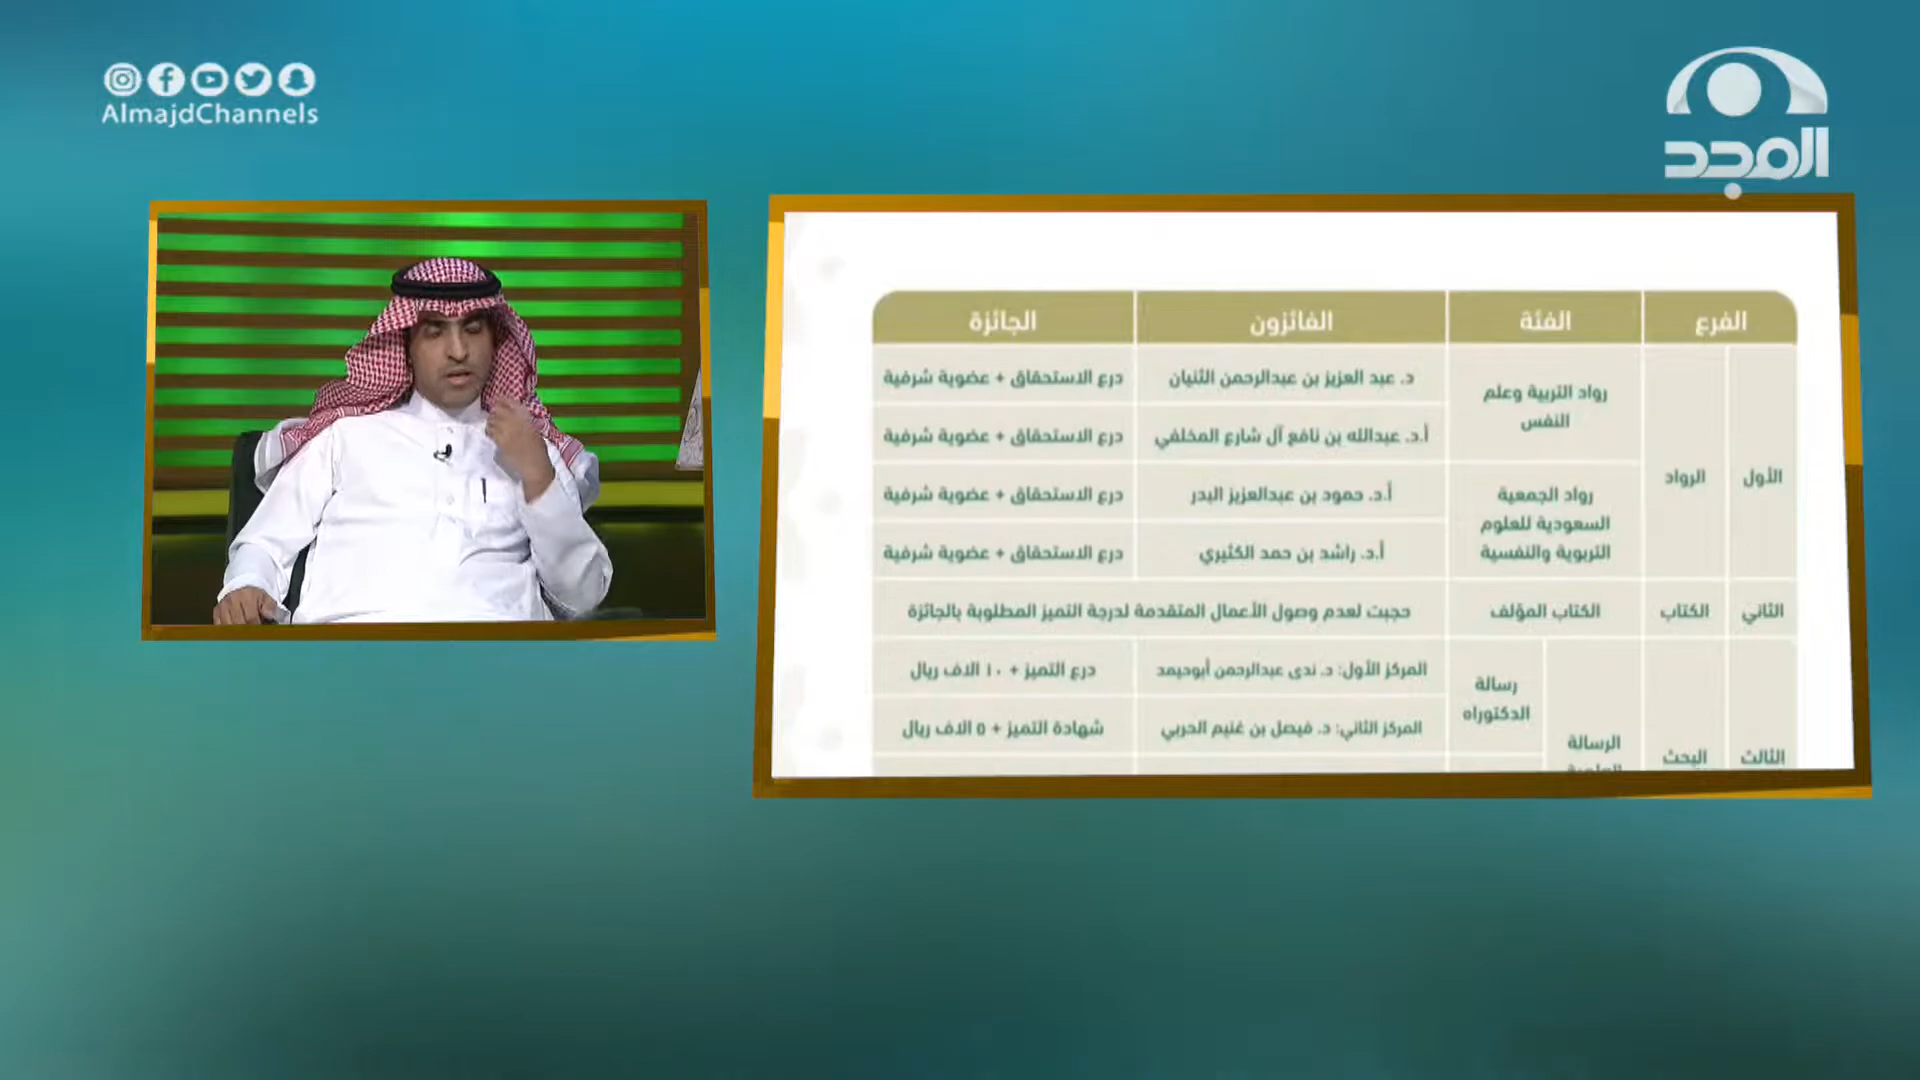 AlmajdChannels
المجد
الفرع
الفئة
الفائزون
الجائزة
الأول
الرواد
رواد التربية وعلم
النفس
د. عبد العزيز بن عبدالرحمن الثنيان
درع الاستحقاق + عضوية شرفية
أ.د. عبدالله بن نافع آل شارع المخلفي
درع الاستحقاق + عضوية شرفية
رواد الجمعية
السعودية للعلوم
التربوية والنفسية
أ.د. حمود بن عبدالعزيز البدر
درع الاستحقاق + عضوية شرفية
أ.د. راشد بن حمد الكثيري
درع الاستحقاق + عضوية شرفية
الثاني
الكتاب
الكتاب المؤلف
حجبت لعدم وصول الأعمال المتقدمة لدرجة التميز المطلوبة بالجائزة
الثالث
البحث
الرسالة
رسالة
الدكتوراه
المركز الأول: د. ندى عبدالرحمن أبوحيمد
درع التميز + ١٠ الاف ريال
المركز الثاني: د. فيصل بن غنيم الحربي
شهادة التميز + ٥ الاف ريال